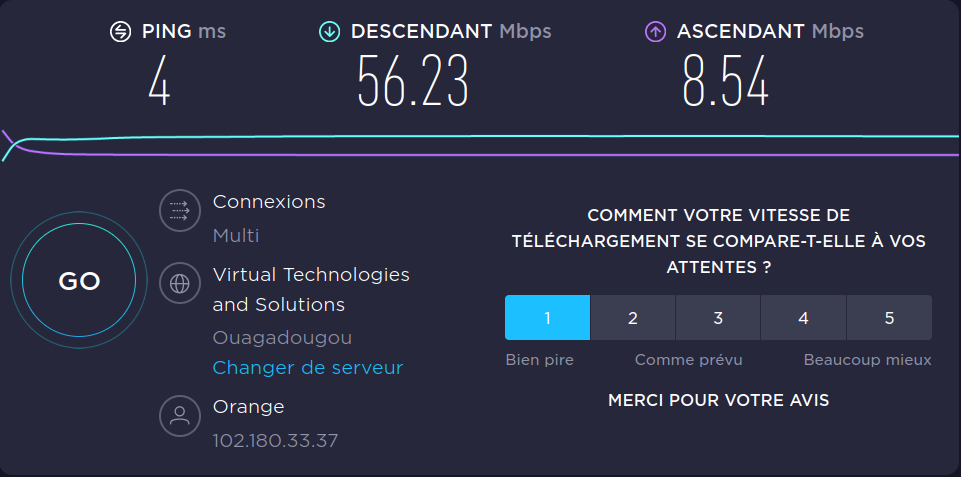 PING ms
DESCENDANT Mbps
ASCENDANT Mbps
4
56.23
8.54
GO
Connexions
Multi
Virtual Technologies
and Solutions
Ouagadougou
Changer de serveur
Orange
102.180.33.37
COMMENT VOTRE VITESSE DE
TÉLÉCHARGEMENT SE COMPARE-T-ELLE À VOS
ATTENTES ?
1 2 3 4 5
Bien pire Comme prévu Beaucoup mieux
MERCI POUR VOTRE AVIS